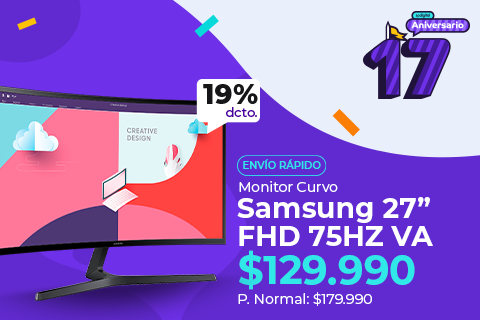 Aniversario
17
19%
dcto.
CREATIVE
DESIGN
ENVÍO RÁPIDO
Monitor Curvo
Samsung 27”
FHD 75HZ VA
$129.990
P. Normal: $179.990